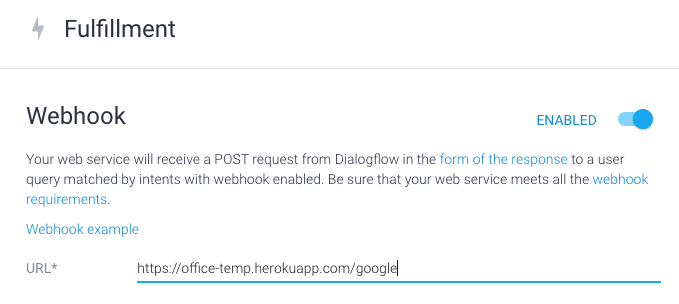 Fulfillment
Webhook
ENABLED
Your web service will receive a POST request from Dialogflow in the form of the response to a user
query matched by intents with webhook enabled. Be sure that your web service meets all the webhook
requirements.
Webhook example
URL* https://office-temp.herokuapp.com/google